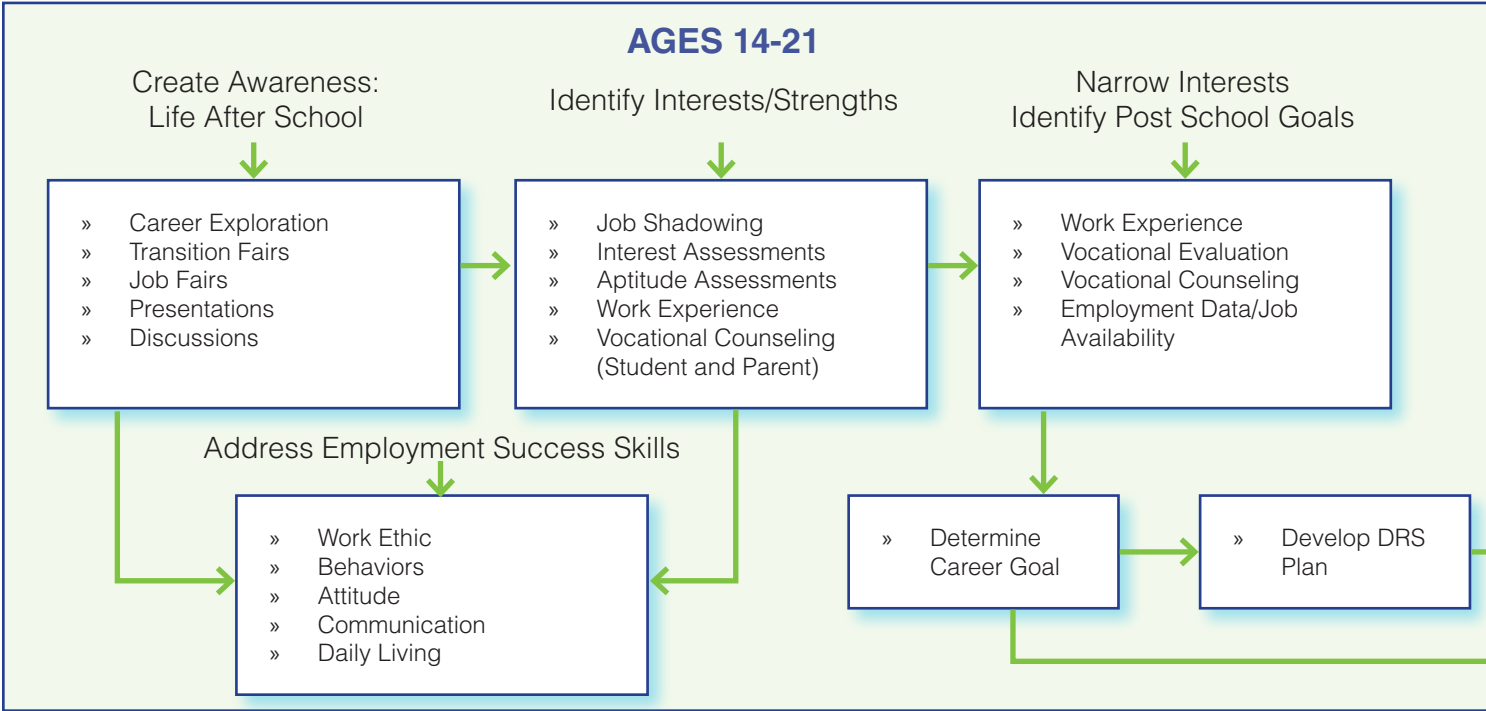 AGES 14-21
Create Awareness:
Life After School
» Career Exploration
» Transition Fairs
» Job Fairs
» Presentations
» Discussions
Identify Interests/Strengths
» Job Shadowing
» Interest Assessments
» Aptitude Assessments
» Work Experience
» Vocational Counseling
(Student and Parent)
Narrow Interests
Identify Post School Goals
» Work Experience
» Vocational Evaluation
» Vocational Counseling
» Employment Data/Job
Availability
Address Employment Success Skills
» Work Ethic
» Behaviors
» Attitude
» Communication
» Daily Living
» Determine
Career Goal
» Develop DRS
Plan